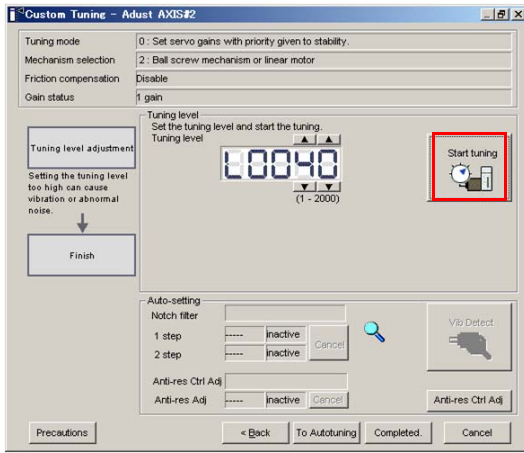 Custom Tuning - Adust AXIS#2
Tuning mode 0 : Set servo gains with priority given to stability.
Mechanism selection 2 : Ball screw mechanism or linear motor
Friction compensation Disable
Gain status 1 gain
Tuning level adjustment
Setting the tuning level
too high can cause
vibration or abnormal
noise.
Finish
Tuning level
Set the tuning level and start the tuning.
Tuning level
L0040
(1 - 2000)
Start tuning
Auto-setting
Notch filter
1 step ----- inactive
2 step ----- inactive
Cancel
Anti-res Ctrl Adj
Anti-res Adj ----- inactive Cancel
Vib Detect
Anti-res Ctrl Adj
Precautions
< Back
To Autotuning
Completed.
Cancel